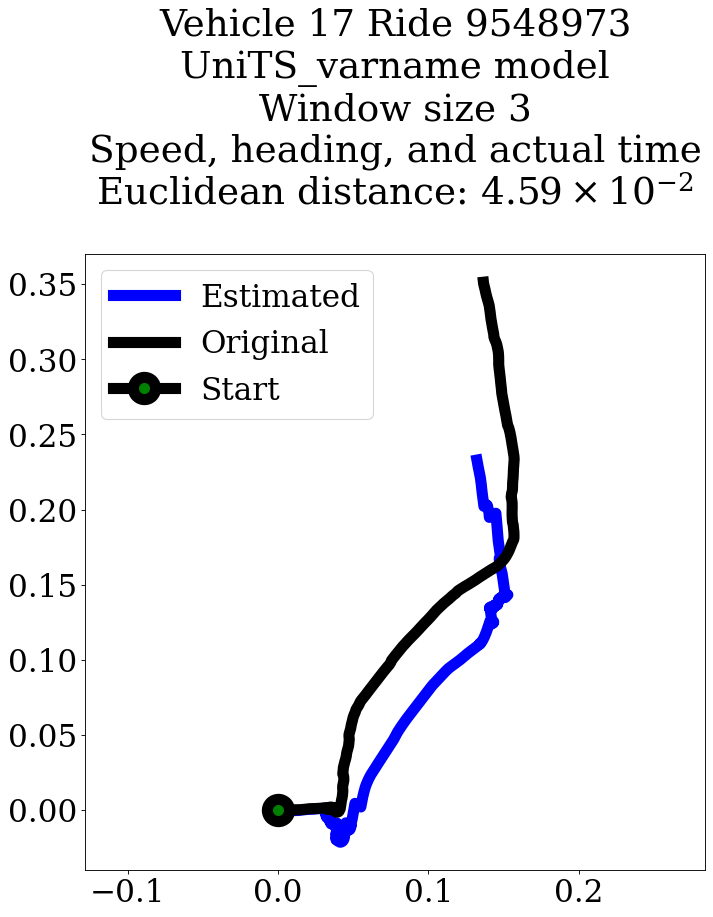 Vehicle 17 Ride 9548973
UniTS_varname model
Window size 3
Speed, heading, and actual time
Euclidean distance: 4.59 × 10⁻²
Estimated
Original
Start
0.35
0.30
0.25
0.20
0.15
0.10
0.05
0.00
−0.1
0.0
0.1
0.2